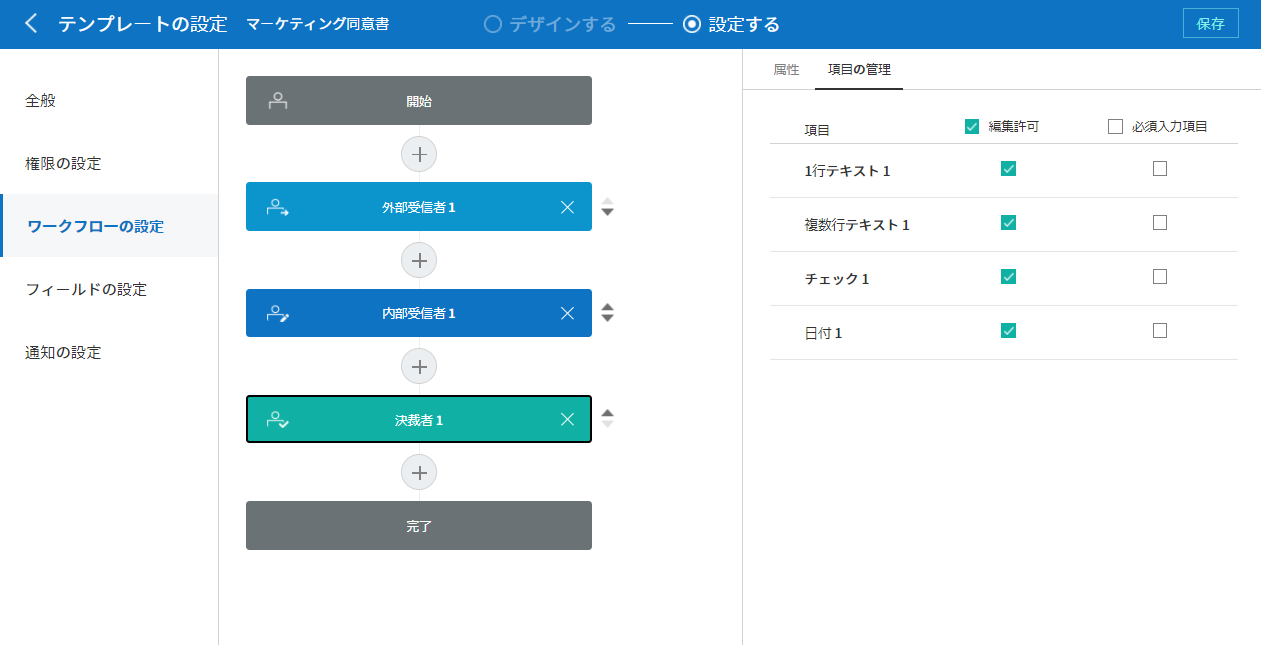 テンプレートの設定 マーケティング同意書 デザインする 設定する 保存
全般
権限の設定
ワークフローの設定
フィールドの設定
通知の設定
開始
外部受信者 1
内部受信者 1
決裁者 1
完了
属性 項目の管理
項目 編集許可 必須入力項目
1行テキスト 1
複数行テキスト 1
チェック 1
日付 1